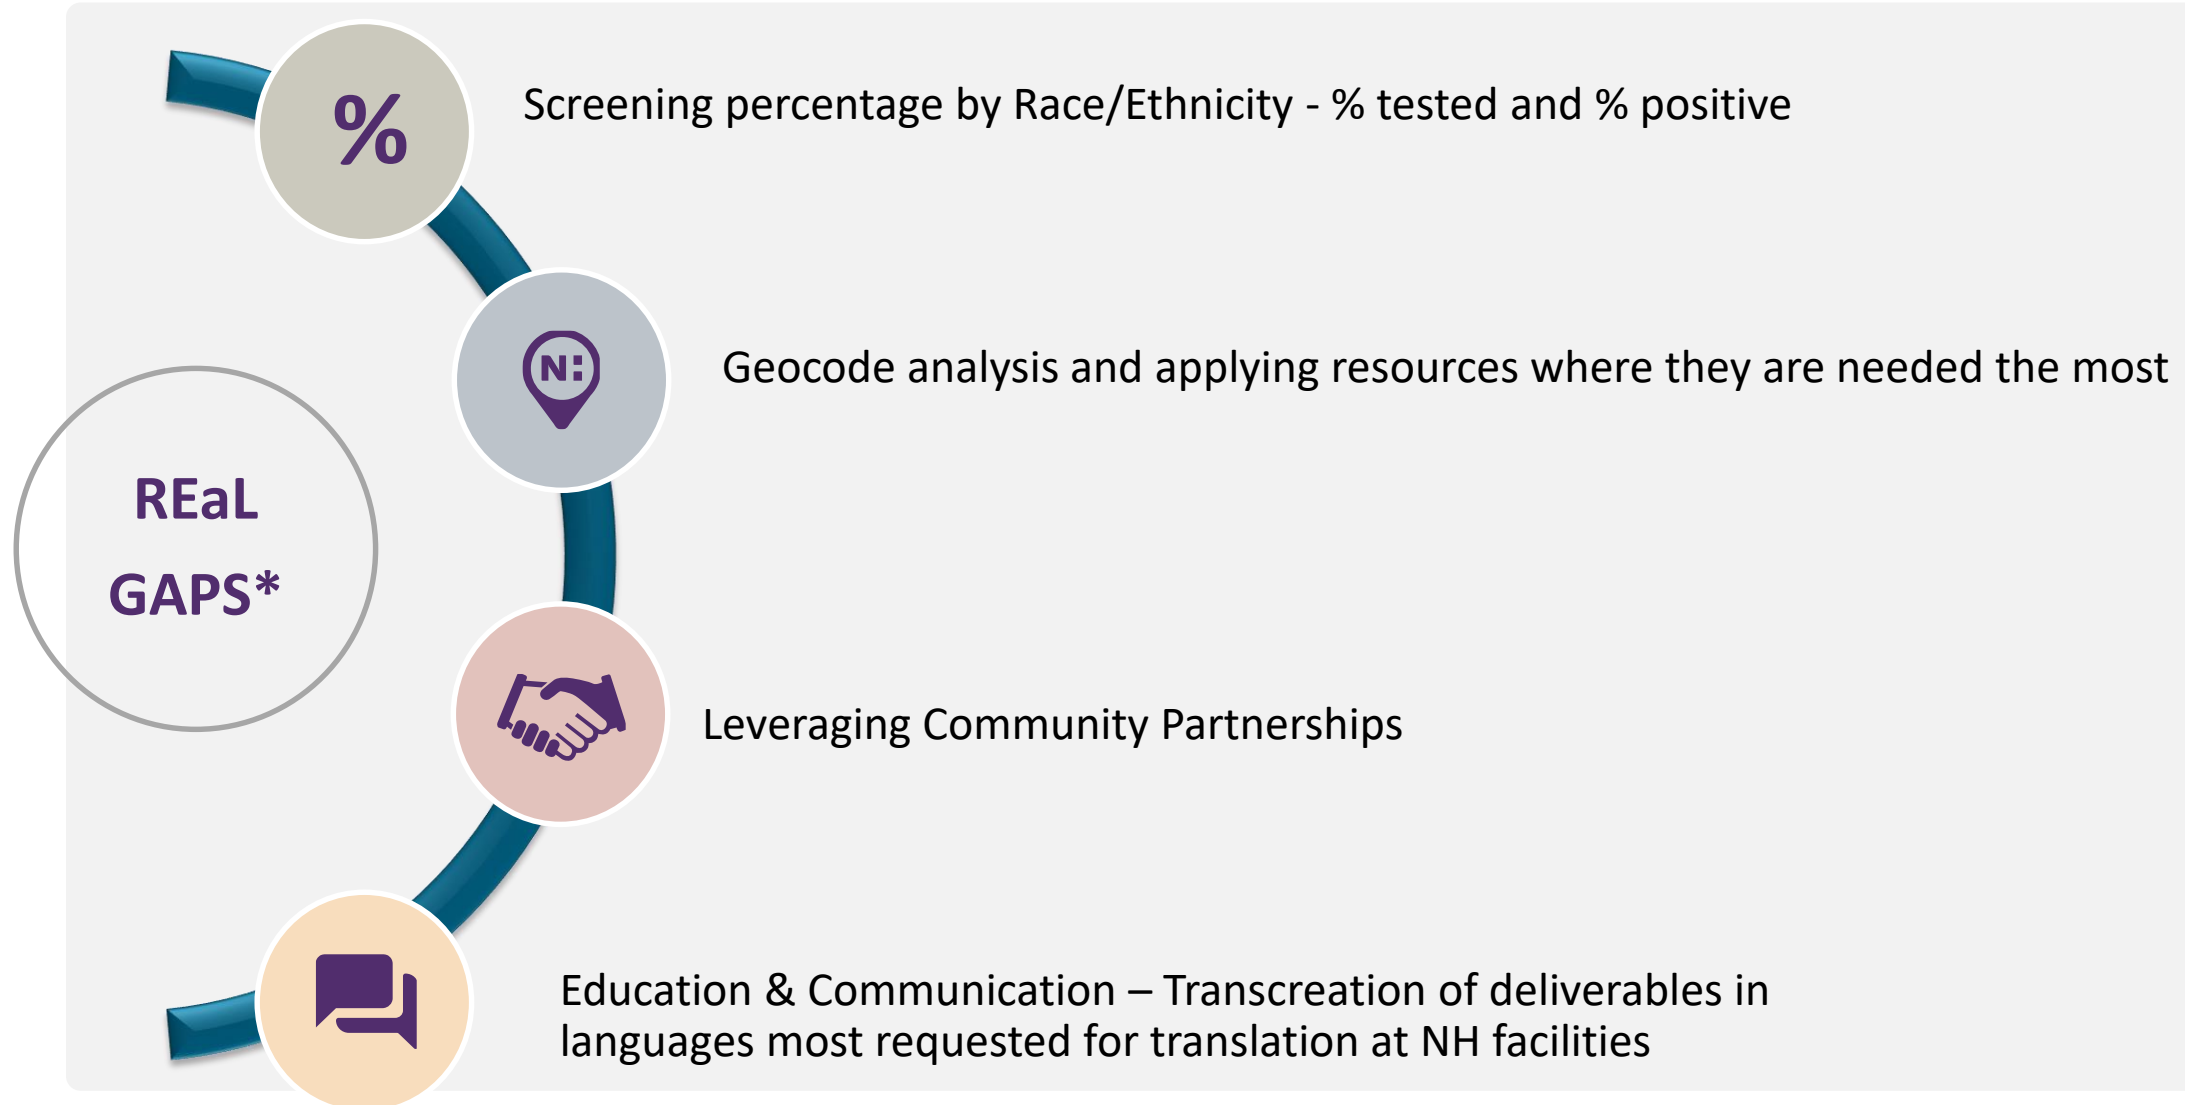 %
Screening percentage by Race/Ethnicity - % tested and % positive
N:
Geocode analysis and applying resources where they are needed the most
REaL
GAPS*
Leveraging Community Partnerships
Education & Communication – Transcreation of deliverables in
languages most requested for translation at NH facilities